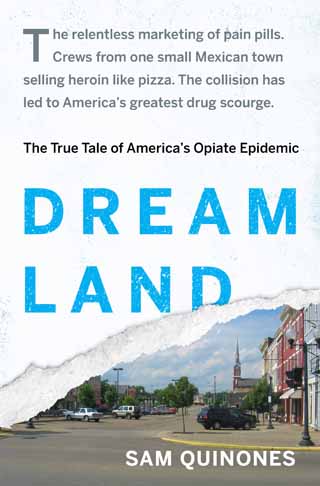 The relentless marketing of pain pills.
Crews from one small Mexican town
selling heroin like pizza. The collision has
led to America's greatest drug scourge.
The True Tale of America's Opiate Epidemic
DREAM
LAND
SAM QUINONES